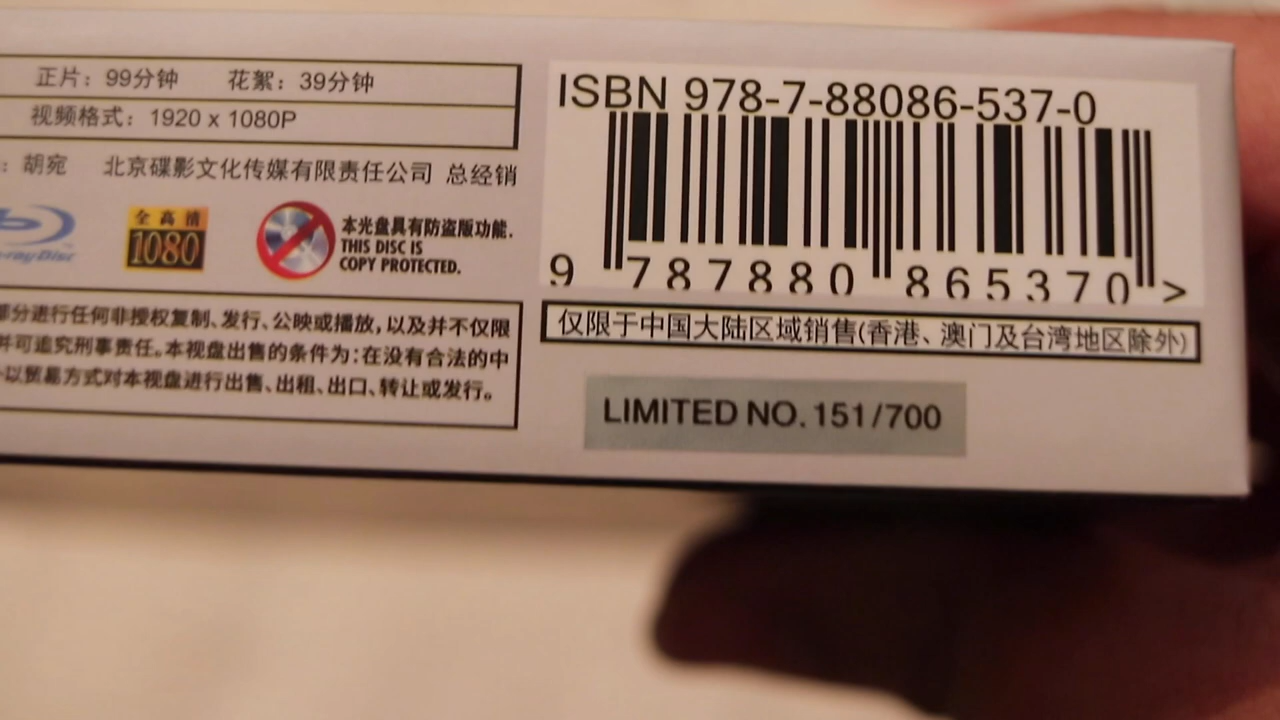 正片：99分钟 花絮：39分钟
视频格式：1920 x 1080P
：胡宛 北京碟影文化传媒有限责任公司 总经销
全高清
1080
本光盘具有防盗版功能.
THIS DISC IS
COPY PROTECTED.
部分进行任何非授权复制、发行、公映或播放，以及并不仅限
并可追究刑事责任。本视盘出售的条件为：在没有合法的中
以贸易方式对本视盘进行出售、出租、出口、转让或发行。
ISBN 978-7-88086-537-0
9 787880 865370 >
仅限于中国大陆区域销售(香港、澳门及台湾地区除外)
LIMITED NO. 151/700